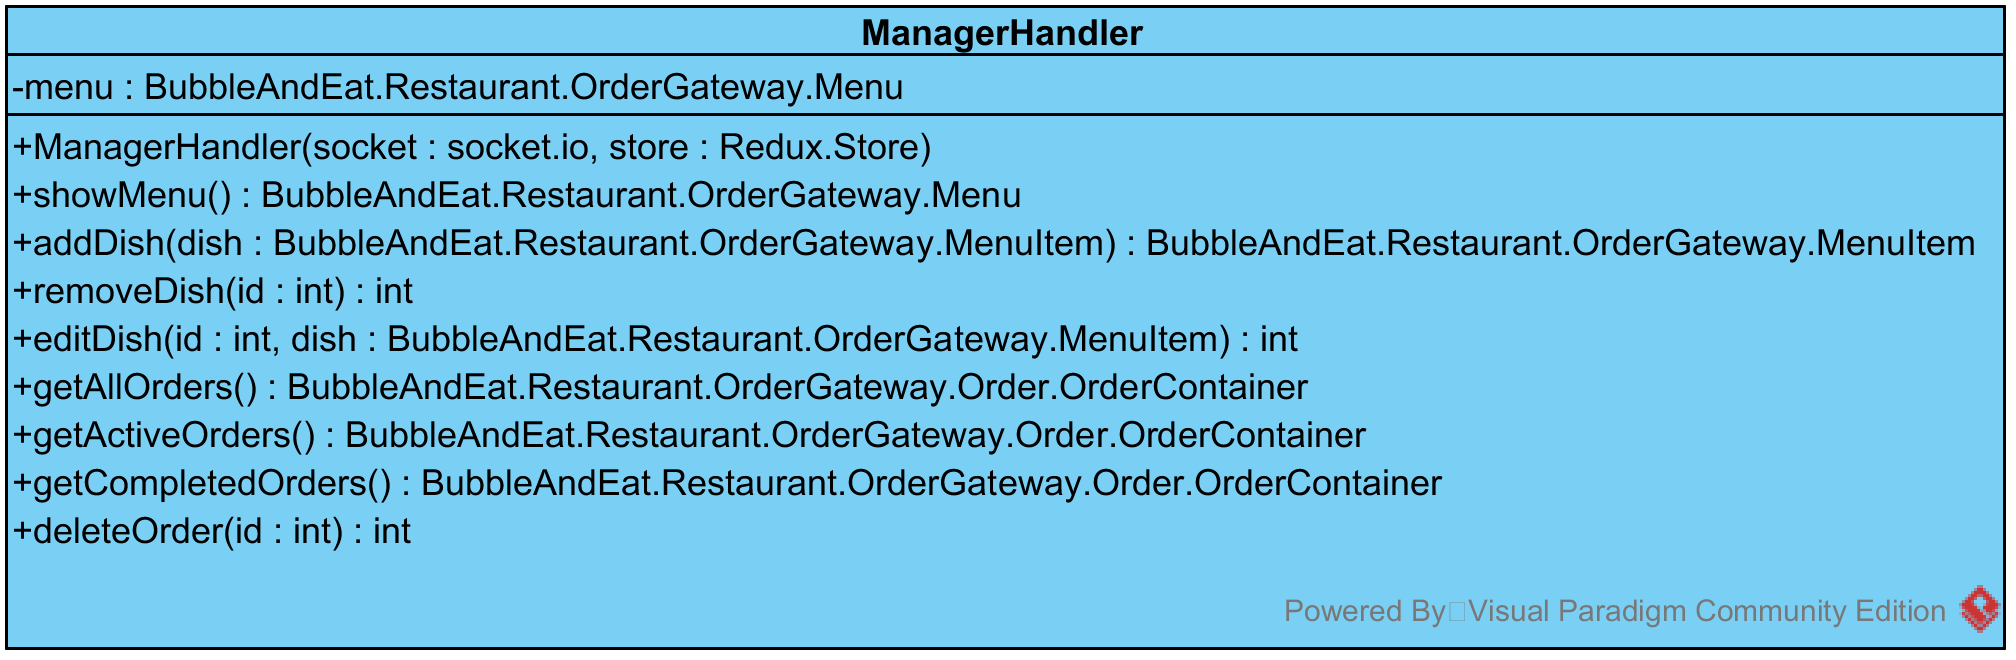 ManagerHandler
-menu : BubbleAndEat.Restaurant.OrderGateway.Menu
+ManagerHandler(socket : socket.io, store : Redux.Store)
+showMenu() : BubbleAndEat.Restaurant.OrderGateway.Menu
+addDish(dish : BubbleAndEat.Restaurant.OrderGateway.MenuItem) : BubbleAndEat.Restaurant.OrderGateway.MenuItem
+removeDish(id : int) : int
+editDish(id : int, dish : BubbleAndEat.Restaurant.OrderGateway.MenuItem) : int
+getAllOrders() : BubbleAndEat.Restaurant.OrderGateway.Order.OrderContainer
+getActiveOrders() : BubbleAndEat.Restaurant.OrderGateway.Order.OrderContainer
+getCompletedOrders() : BubbleAndEat.Restaurant.OrderGateway.Order.OrderContainer
+deleteOrder(id : int) : int
Powered By Visual Paradigm Community Edition